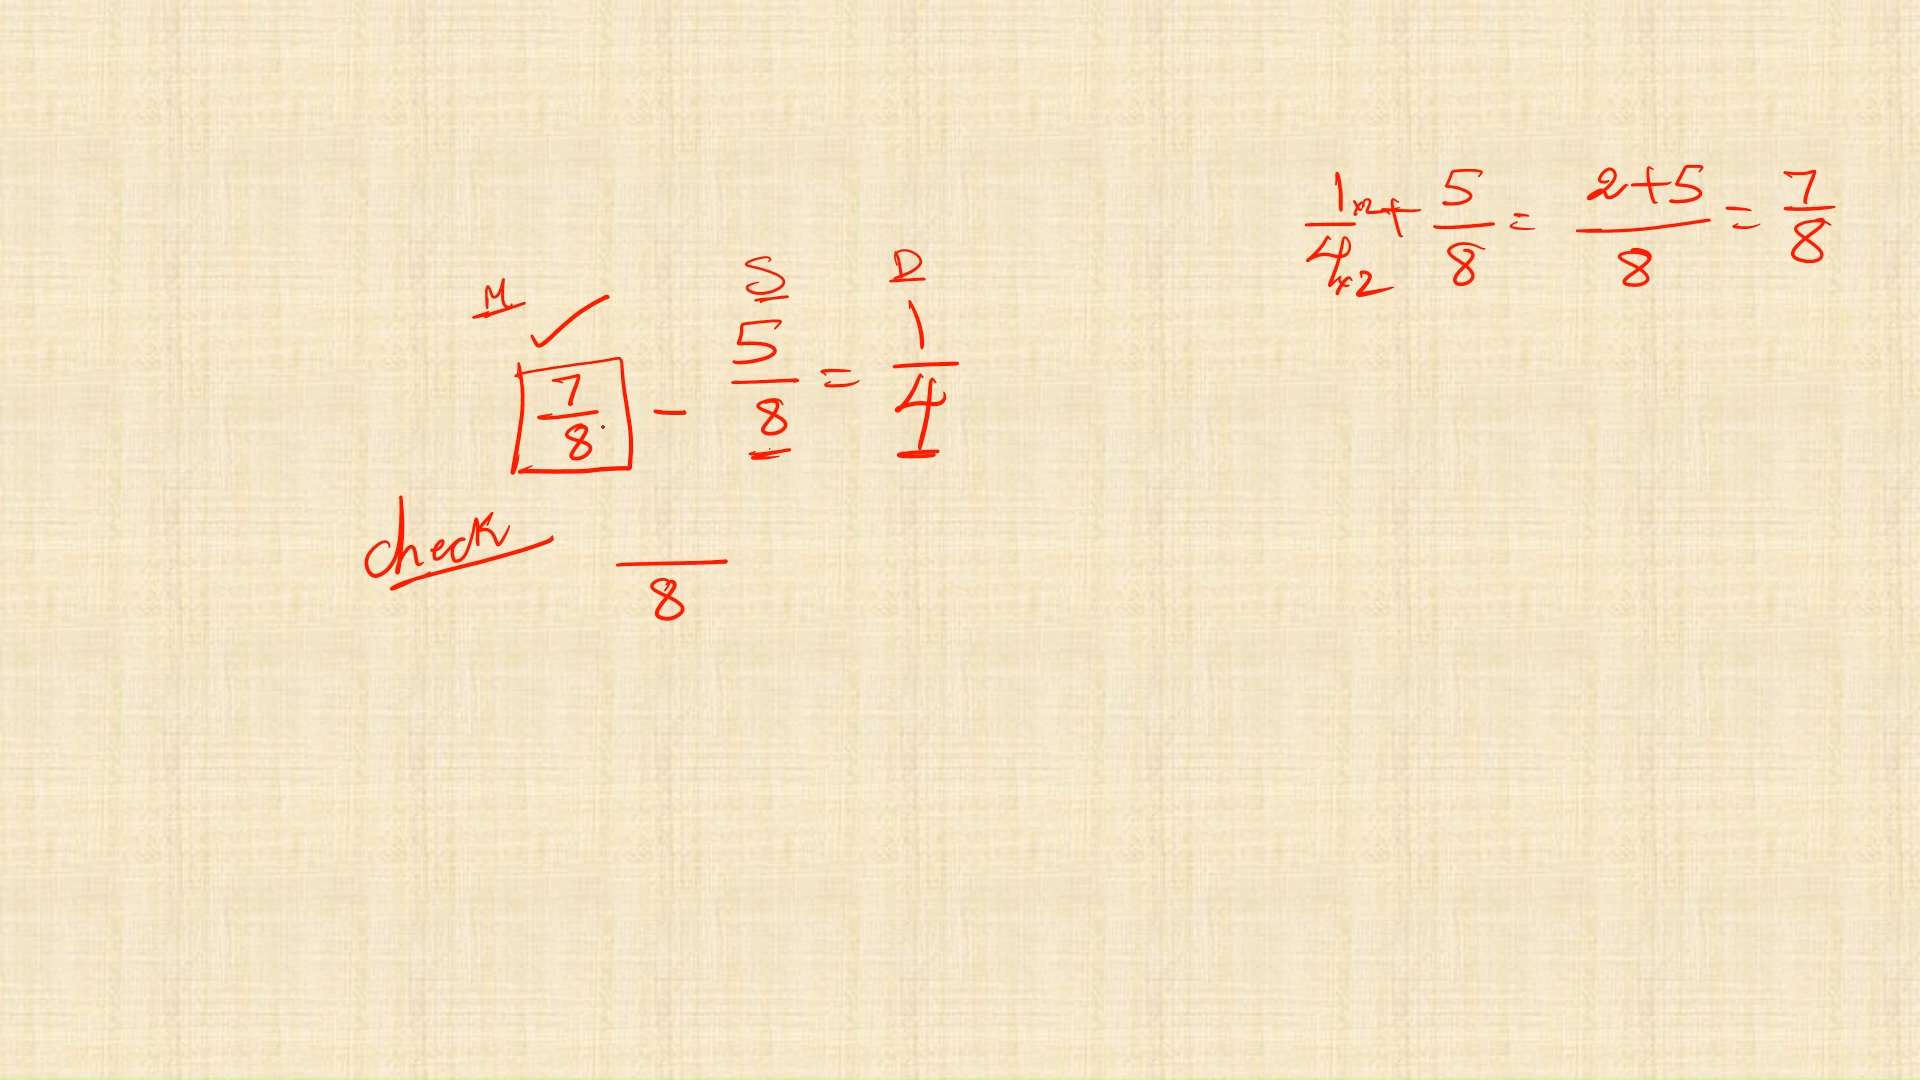 M S D
7/8 - 5/8 = 1/4
check
/8
1×2/4×2 + 5/8 = 2+5/8 = 7/8